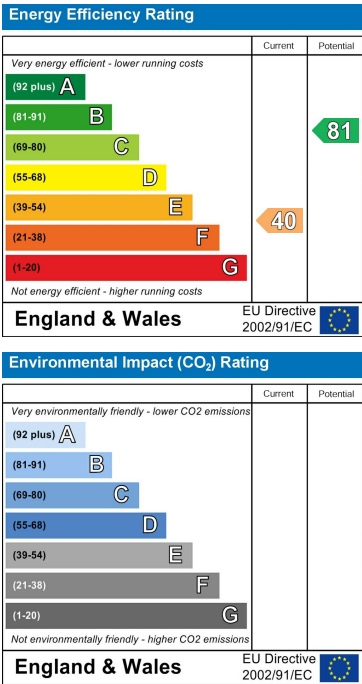 Energy Efficiency Rating
Current Potential
Very energy efficient - lower running costs
(92 plus) A
(81-91) B
81
(69-80) C
(55-68) D
(39-54) E
40
(21-38) F
(1-20) G
Not energy efficient - higher running costs
England & Wales
EU Directive
2002/91/EC
Environmental Impact (CO₂) Rating
Current Potential
Very environmentally friendly - lower CO2 emissions
(92 plus) A
(81-91) B
(69-80) C
(55-68) D
(39-54) E
(21-38) F
(1-20) G
Not environmentally friendly - higher CO2 emissions
England & Wales
EU Directive
2002/91/EC